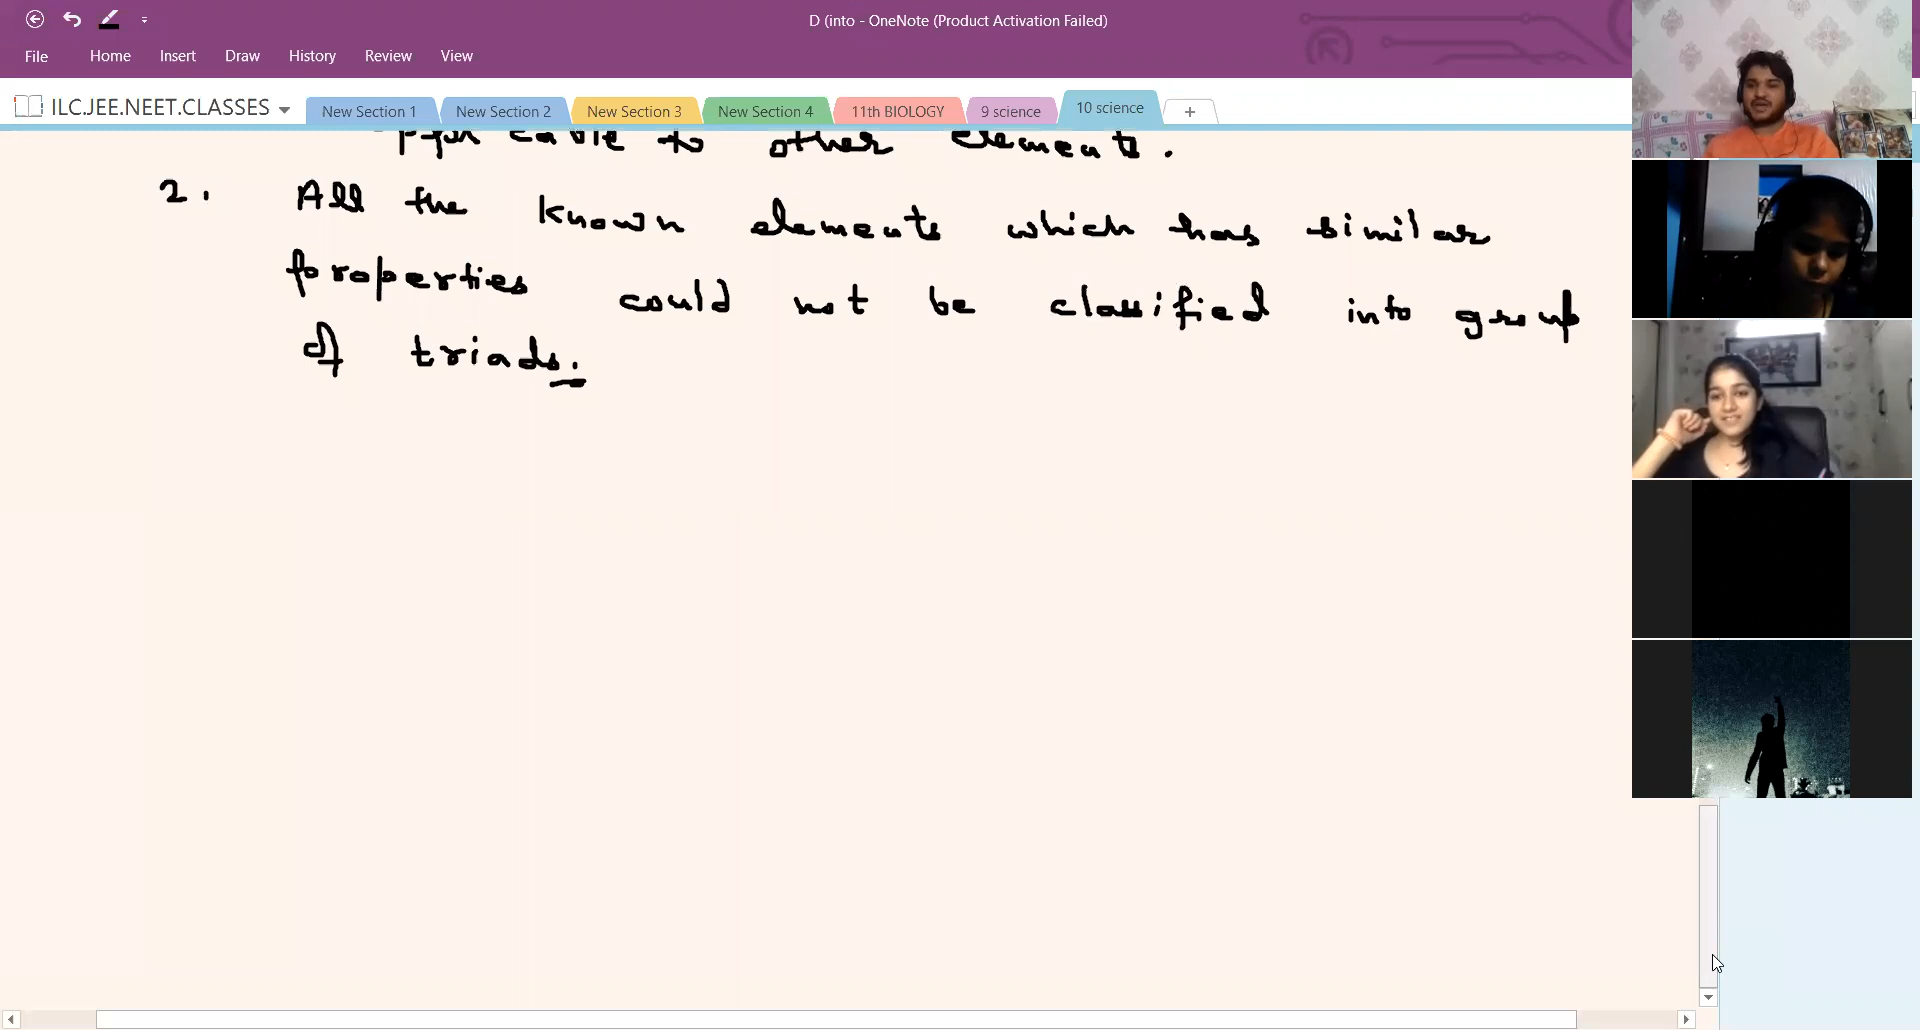 D (into - OneNote (Product Activation Failed)
File Home Insert Draw History Review View
ILC.JEE.NEET.CLASSES New Section 1 New Section 2 New Section 3 New Section 4 11th BIOLOGY 9 science 10 science +
to other elements.
2. All the known elements which has similar
properties could not be classified into group
of triads.